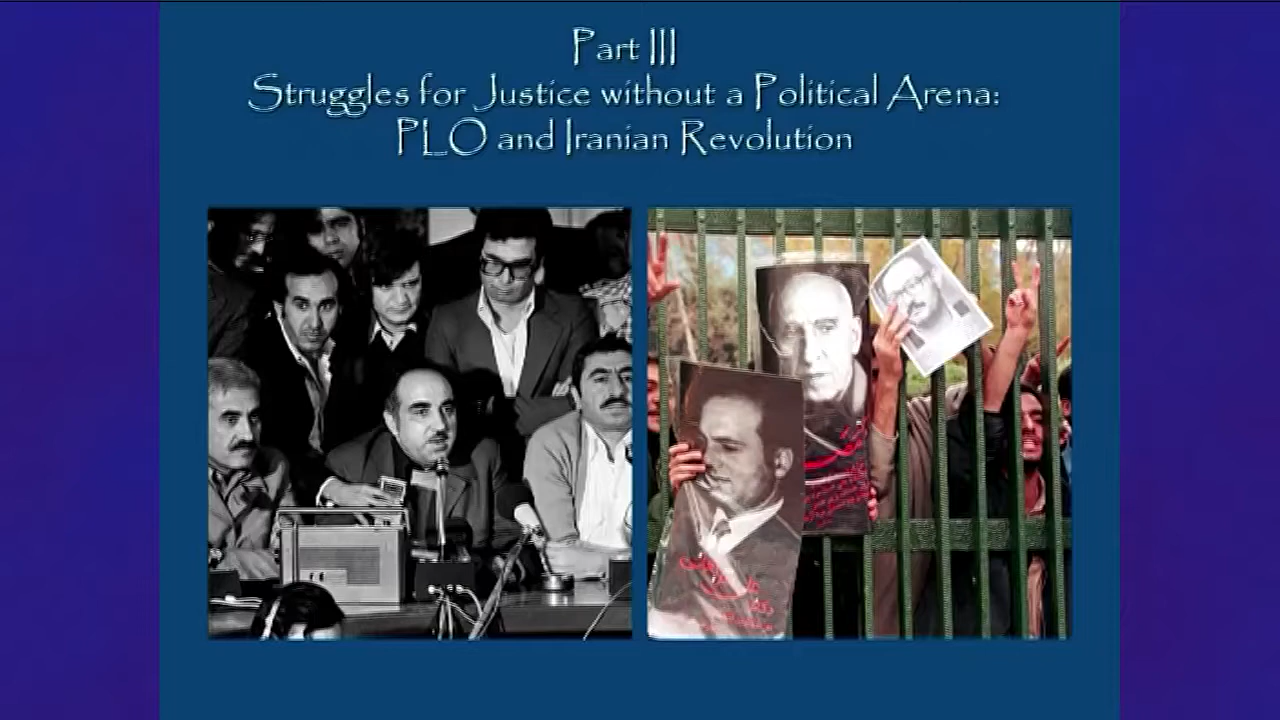 Part III
Struggles for Justice without a Political Arena:
PLO and Iranian Revolution